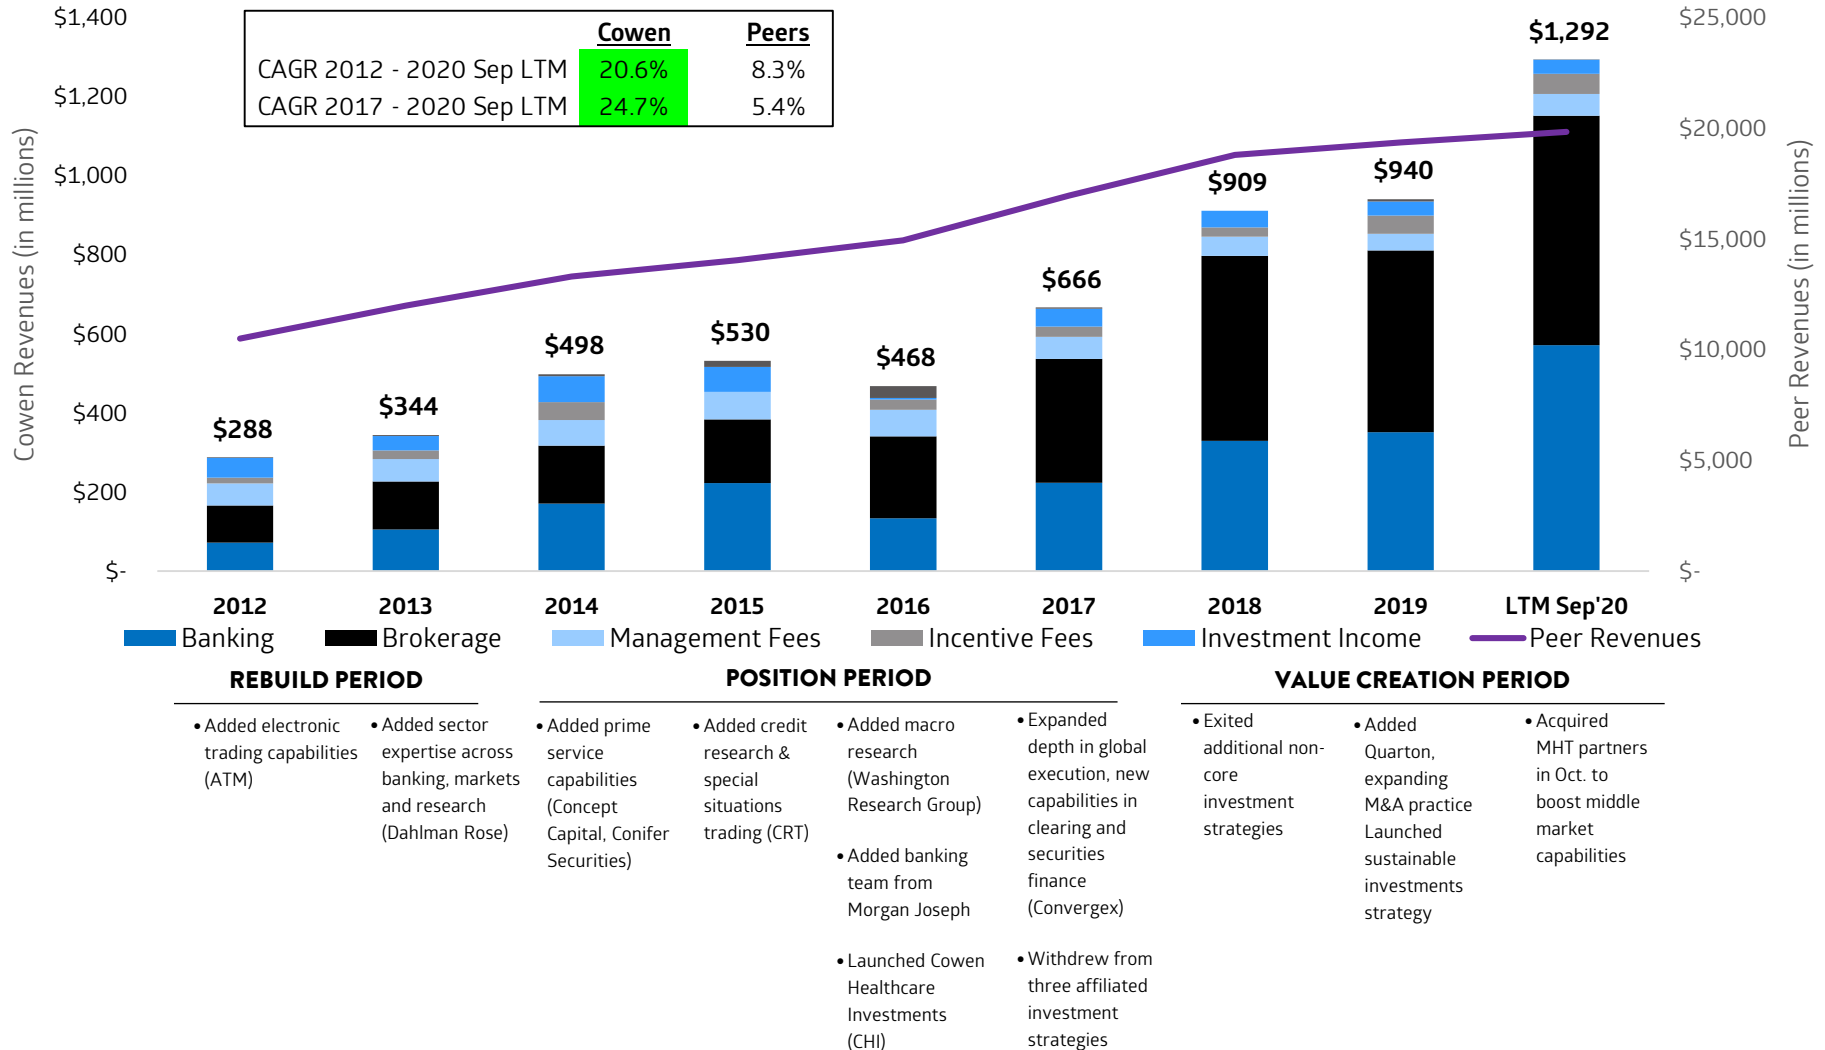 Cowen Peers
CAGR 2012 - 2020 Sep LTM 20.6% 8.3%
CAGR 2017 - 2020 Sep LTM 24.7% 5.4%
Cowen Revenues (in millions)
$1,400
$1,200
$1,000
$800
$600
$400
$200
$-
$288
$344
$498
$530
$468
$666
$909
$940
$1,292
$25,000
$20,000
$15,000
$10,000
$5,000
$-
Peer Revenues (in millions)
2012 2013 2014 2015 2016 2017 2018 2019 LTM Sep'20
Banking Brokerage Management Fees Incentive Fees Investment Income Peer Revenues
REBUILD PERIOD
• Added electronic
trading capabilities
(ATM)
• Added sector
expertise across
banking, markets
and research
(Dahlman Rose)
POSITION PERIOD
• Added prime
service
capabilities
(Concept
Capital, Conifer
Securities)
• Added credit
research &
special
situations
trading (CRT)
• Added macro
research
(Washington
Research Group)
• Added banking
team from
Morgan Joseph
• Launched Cowen
Healthcare
Investments
(CHI)
• Expanded
depth in global
execution, new
capabilities in
clearing and
securities
finance
(Convergex)
• Withdrew from
three affiliated
investment
strategies
VALUE CREATION PERIOD
• Exited
additional non-
core
investment
strategies
• Added
Quarton,
expanding
M&A practice
Launched
sustainable
investments
strategy
• Acquired
MHT partners
in Oct. to
boost middle
market
capabilities